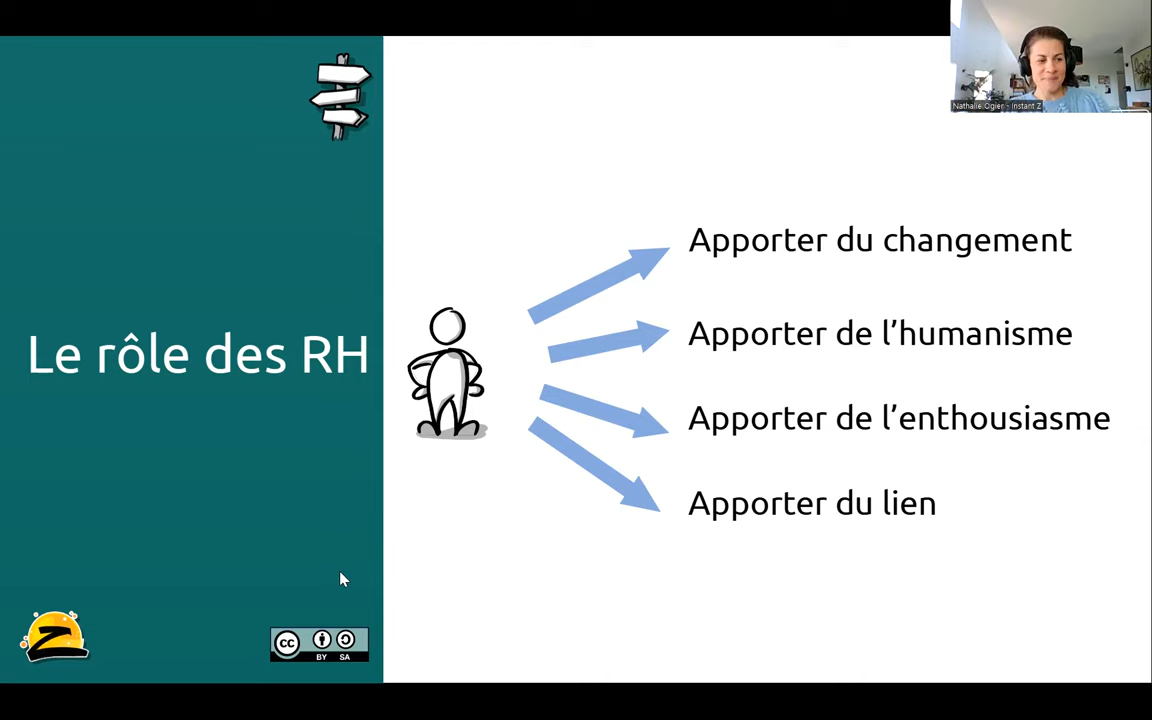 Nathalie Ogier - Instant Z
Apporter du changement
Le rôle des RH
Apporter de l’humanisme
Apporter de l’enthousiasme
Apporter du lien
Z
cc
BY SA